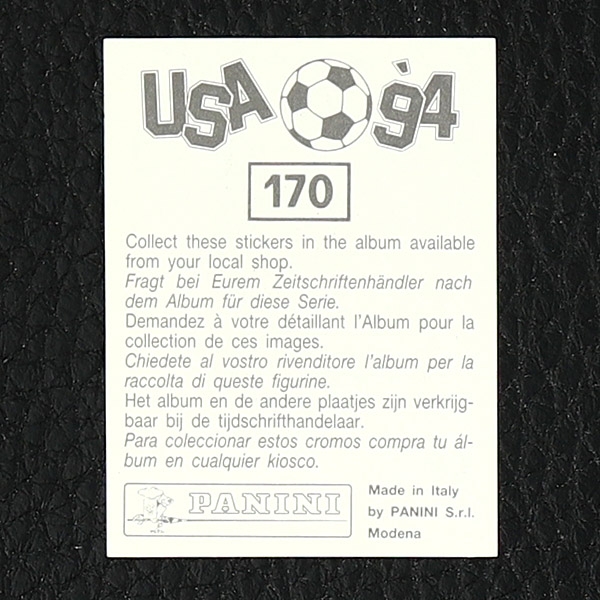 USA '94
170
Collect these stickers in the album available
from your local shop.
Fragt bei Eurem Zeitschriftenhändler nach
dem Album für diese Serie.
Demandez à votre détaillant l'Album pour la
collection de ces images.
Chiedete al vostro rivenditore l'album per la
raccolta di queste figurine.
Het album en de andere plaatjes zijn verkrijg-
baar bij de tijdschrifthandelaar.
Para coleccionar estos cromos compra tu ál-
bum en cualquier kiosco.
PANINI
Made in Italy
by PANINI S.r.l.
Modena